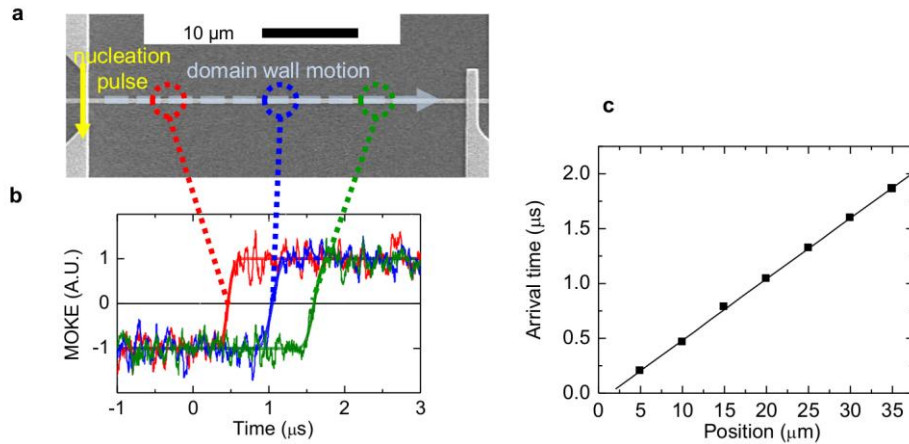 a
10 µm
nucleation
pulse
domain wall motion
b
MOKE (A.U.)
1
0
-1
-1 0 1 2 3
Time (µs)
c
Arrival time (µs)
2.0
1.5
1.0
0.5
0.0
0 5 10 15 20 25 30 35
Position (µm)